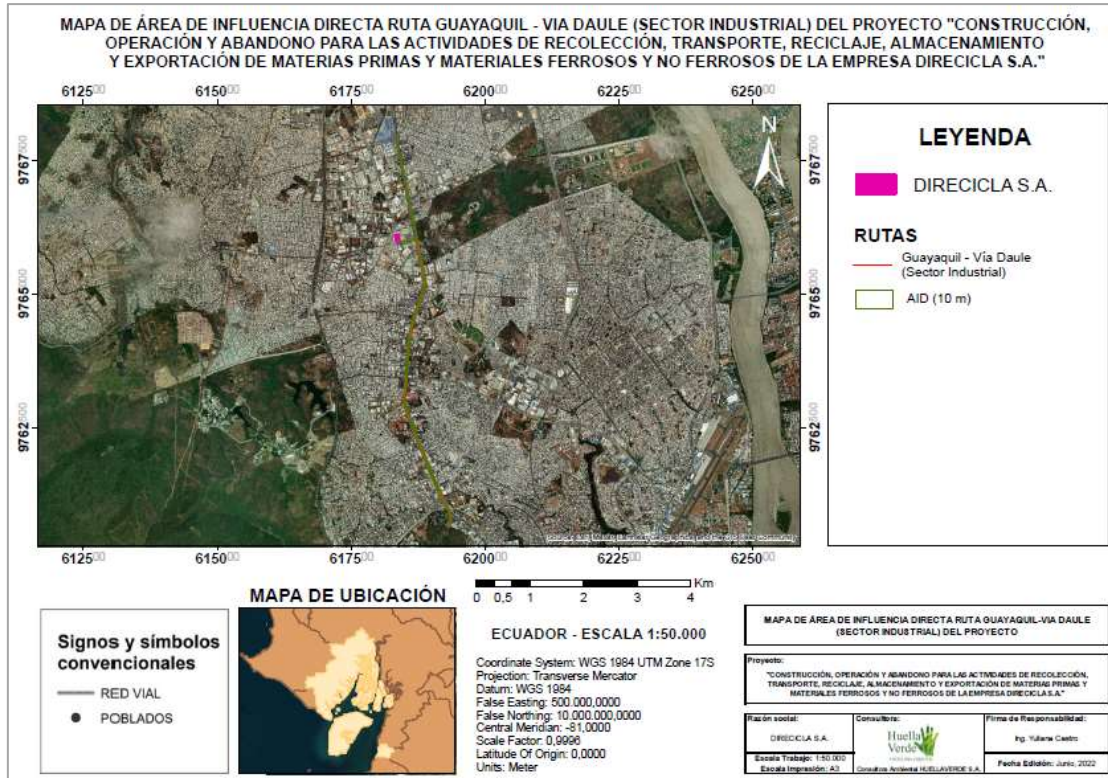 MAPA DE ÁREA DE INFLUENCIA DIRECTA RUTA GUAYAQUIL - VIA DAULE (SECTOR INDUSTRIAL) DEL PROYECTO "CONSTRUCCIÓN,
OPERACIÓN Y ABANDONO PARA LAS ACTIVIDADES DE RECOLECCIÓN, TRANSPORTE, RECICLAJE, ALMACENAMIENTO
Y EXPORTACIÓN DE MATERIAS PRIMAS Y MATERIALES FERROSOS Y NO FERROSOS DE LA EMPRESA DIRECICLA S.A."
612500 615000 617500 620000 622500 625000
N
9767500
9765000
9762500
9767500
9765000
9762500
612500 615000 617500 620000 622500 625000
LEYENDA
DIRECICLA S.A.
RUTAS
Guayaquil - Vía Daule
(Sector Industrial)
AID (10 m)
Signos y símbolos
convencionales
RED VIAL
POBLADOS
MAPA DE UBICACIÓN
Km
0 0,5 1 2 3 4
ECUADOR - ESCALA 1:50.000
Coordinate System: WGS 1984 UTM Zone 17S
Projection: Transverse Mercator
Datum: WGS 1984
False Easting: 500.000,0000
False Northing: 10.000.000,0000
Central Meridian: -81,0000
Scale Factor: 0,9996
Latitude Of Origin: 0,0000
Units: Meter
MAPA DE ÁREA DE INFLUENCIA DIRECTA RUTA GUAYAQUIL-VIA DAULE
(SECTOR INDUSTRIAL) DEL PROYECTO
Proyecto:
"CONSTRUCCIÓN, OPERACIÓN Y ABANDONO PARA LAS ACTIVIDADES DE RECOLECCIÓN,
TRANSPORTE, RECICLAJE, ALMACENAMIENTO Y EXPORTACIÓN DE MATERIAS PRIMAS Y
MATERIALES FERROSOS Y NO FERROSOS DE LA EMPRESA DIRECICLA S.A."
Razón social:
DIRECICLA S.A.
Escala Trabajo: 1:50.000
Escala Impresión: A3
Consultora:
Huella
Verde
Consultora Ambiental HUELLAVERDE S.A.
Firma de Responsabilidad:
Ing. Yuliana Castro
Fecha Edición: Junio, 2022